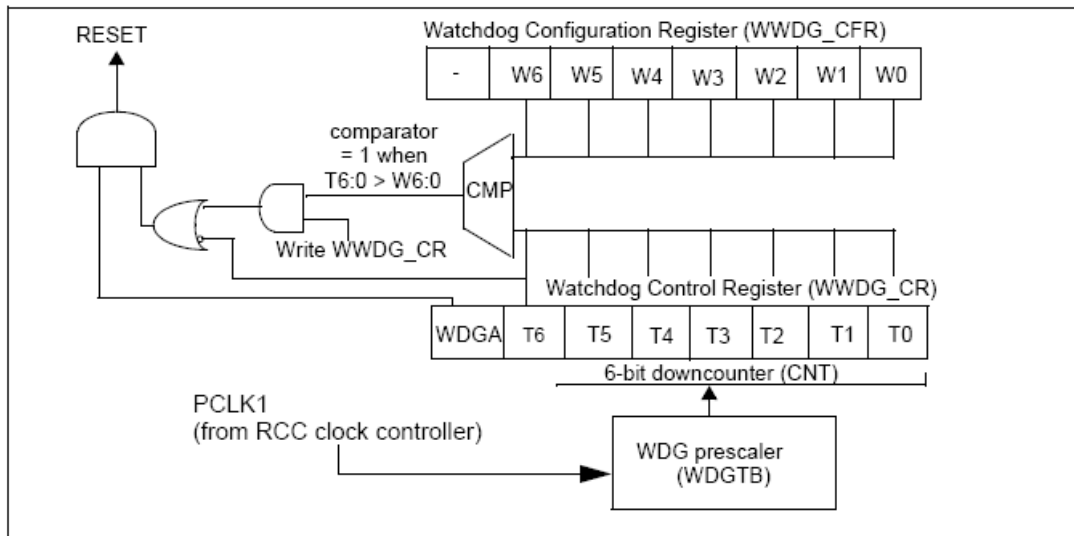 RESET
Watchdog Configuration Register (WWDG_CFR)
- W6 W5 W4 W3 W2 W1 W0
comparator
= 1 when
T6:0 > W6:0
CMP
Write WWDG_CR
Watchdog Control Register (WWDG_CR)
WDGA T6 T5 T4 T3 T2 T1 T0
6-bit downcounter (CNT)
PCLK1
(from RCC clock controller)
WDG prescaler
(WDGTB)